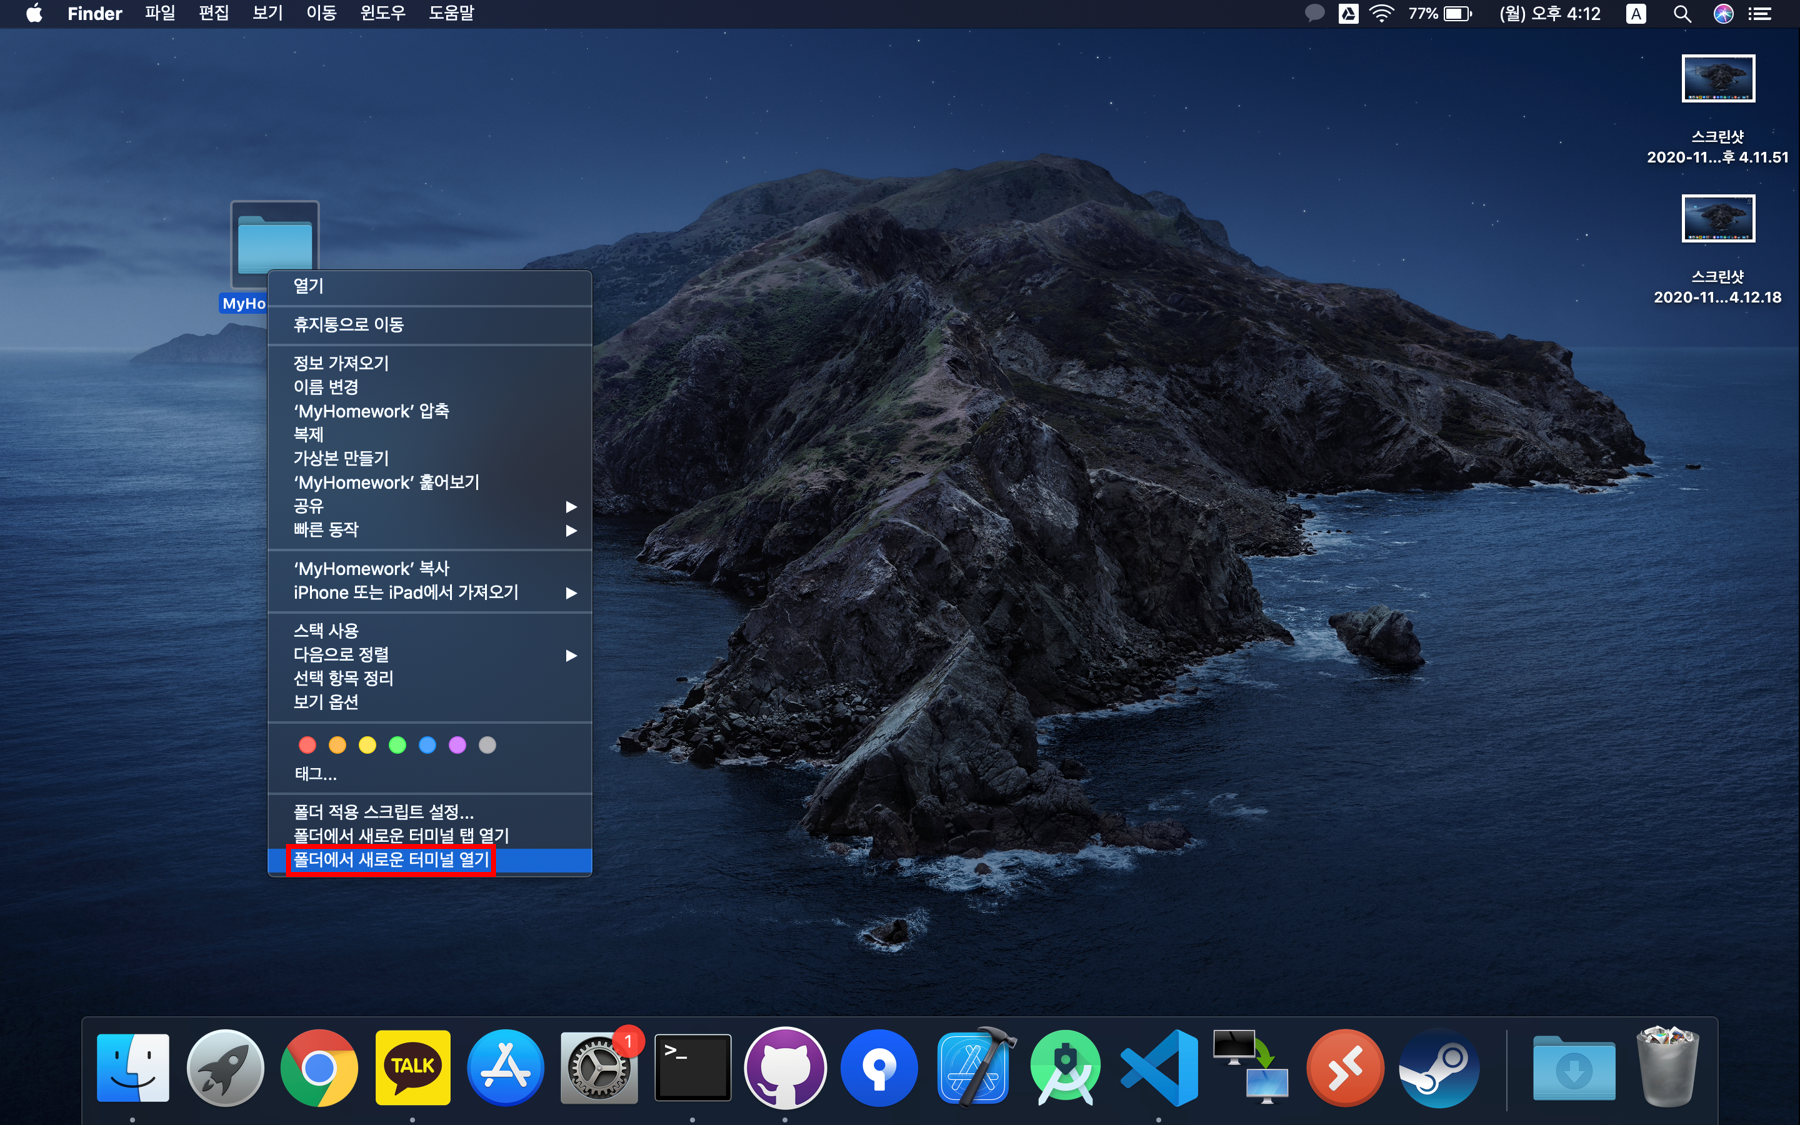 Finder 파일 편집 보기 이동 윈도우 도움말 77% (월) 오후 4:12 A
스크린샷
2020-11...후 4.11.51
스크린샷
2020-11...4.12.18
MyHo
열기
휴지통으로 이동
정보 가져오기
이름 변경
‘MyHomework’ 압축
복제
가상본 만들기
‘MyHomework’ 훑어보기
공유
빠른 동작
‘MyHomework’ 복사
iPhone 또는 iPad에서 가져오기
스택 사용
다음으로 정렬
선택 항목 정리
보기 옵션
태그...
폴더 적용 스크립트 설정...
폴더에서 새로운 터미널 탭 열기
폴더에서 새로운 터미널 열기
TALK
1
>_